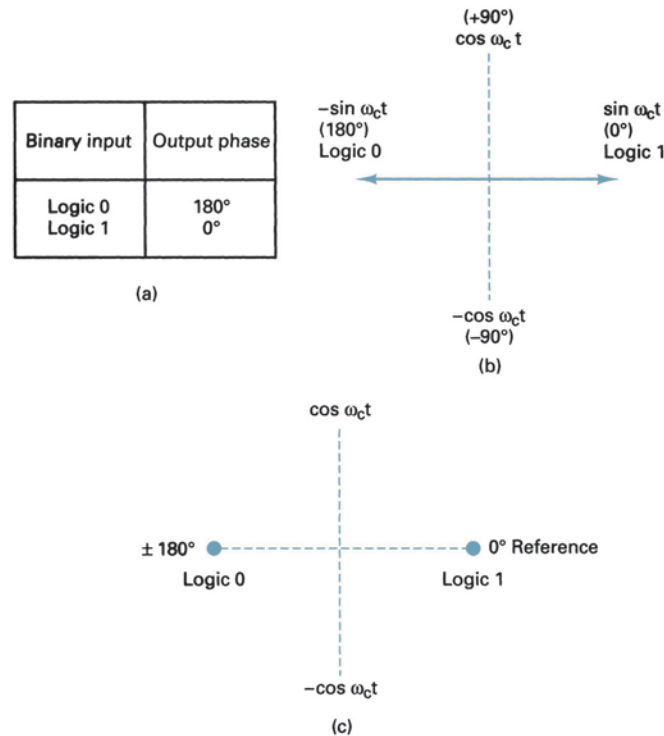 Binary input
Output phase
Logic 0
180°
Logic 1
0°
(a)
(+90°)
cos ωc t
−sin ωct
(180°)
Logic 0
sin ωct
(0°)
Logic 1
−cos ωct
(−90°)
(b)
cos ωct
± 180°
Logic 0
0° Reference
Logic 1
−cos ωct
(c)